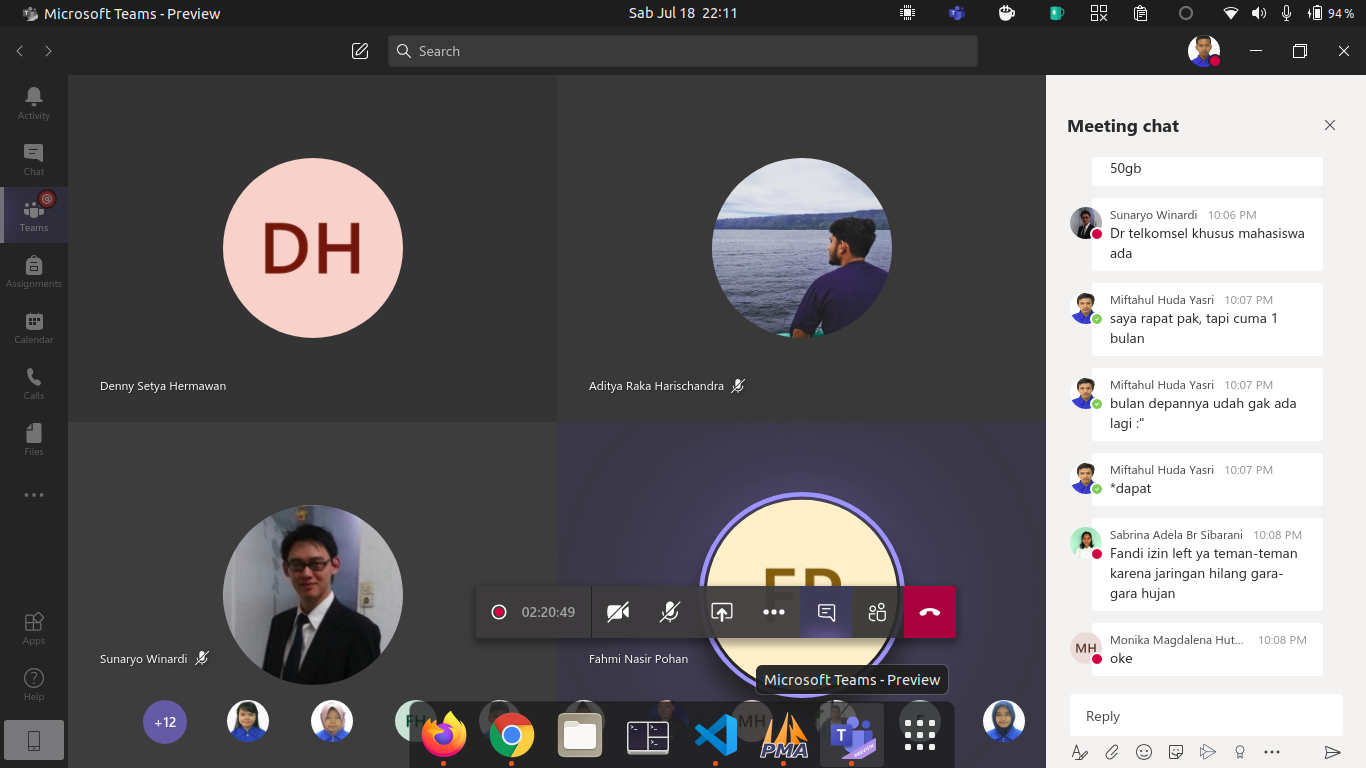 Microsoft Teams - Preview
Sab Jul 18 22:11
94 %
Search
Activity
Chat
Teams
Assignments
Calendar
Calls
Files
Apps
Help
DH
Denny Setya Hermawan
Aditya Raka Harischandra
Sunaryo Winardi
Fahmi Nasir Pohan
02:20:49
Microsoft Teams - Preview
+12
MH
PMA
PREVIEW
Meeting chat
50gb
Sunaryo Winardi 10:06 PM
Dr telkomsel khusus mahasiswa
ada
Miftahul Huda Yasri 10:07 PM
saya rapat pak, tapi cuma 1
bulan
Miftahul Huda Yasri 10:07 PM
bulan depannya udah gak ada
lagi :"
Miftahul Huda Yasri 10:07 PM
*dapat
Sabrina Adela Br Sibarani 10:08 PM
Fandi izin left ya teman-teman
karena jaringan hilang gara-
gara hujan
MH
Monika Magdalena Hut... 10:08 PM
oke
Reply